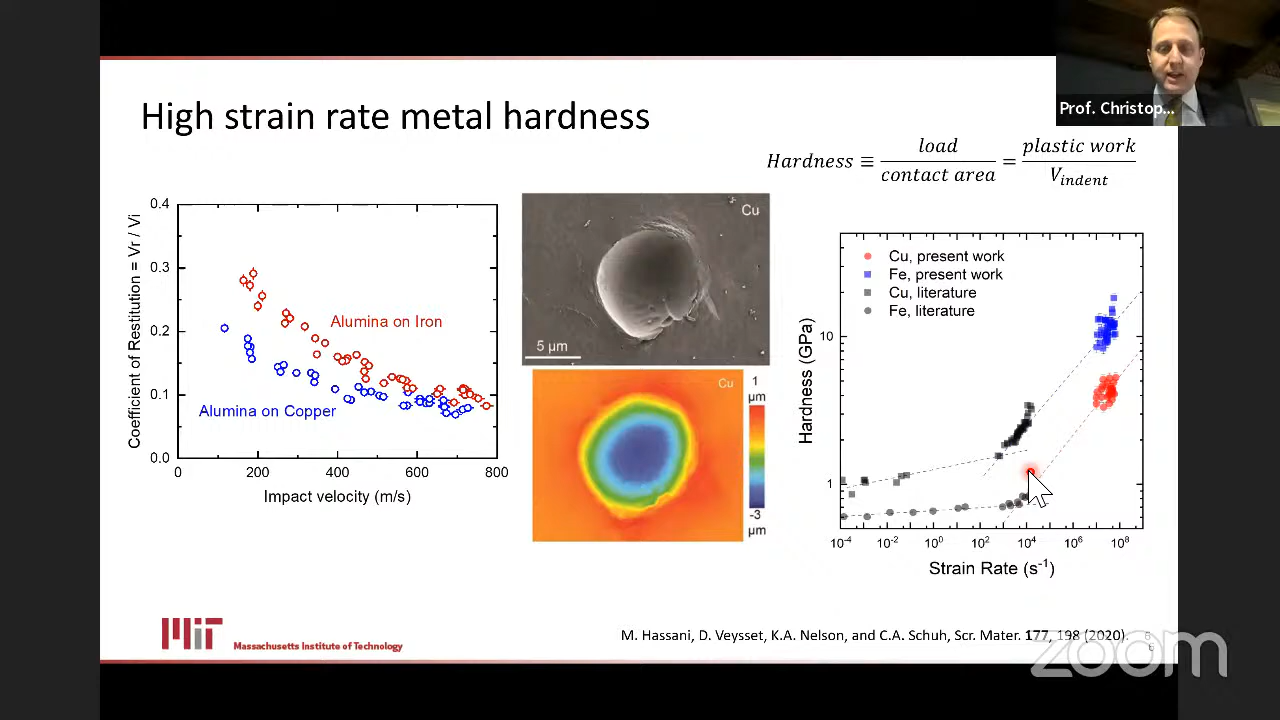 Prof. Christop...
High strain rate metal hardness
Hardness ≡ load / contact area = plastic work / V_indent
0.4
0.3
0.2
0.1
0.0
Coefficient of Restitution = Vr / Vi
Alumina on Iron
Alumina on Copper
0 200 400 600 800
Impact velocity (m/s)
Cu
5 µm
Cu
1
µm
-3
µm
Cu, present work
Fe, present work
Cu, literature
Fe, literature
Hardness (GPa)
10
1
10⁻⁴ 10⁻² 10⁰ 10² 10⁴ 10⁶ 10⁸
Strain Rate (s⁻¹)
MIT
Massachusetts Institute of Technology
M. Hassani, D. Veysset, K.A. Nelson, and C.A. Schuh, Scr. Mater. 177, 198 (2020).
zoom